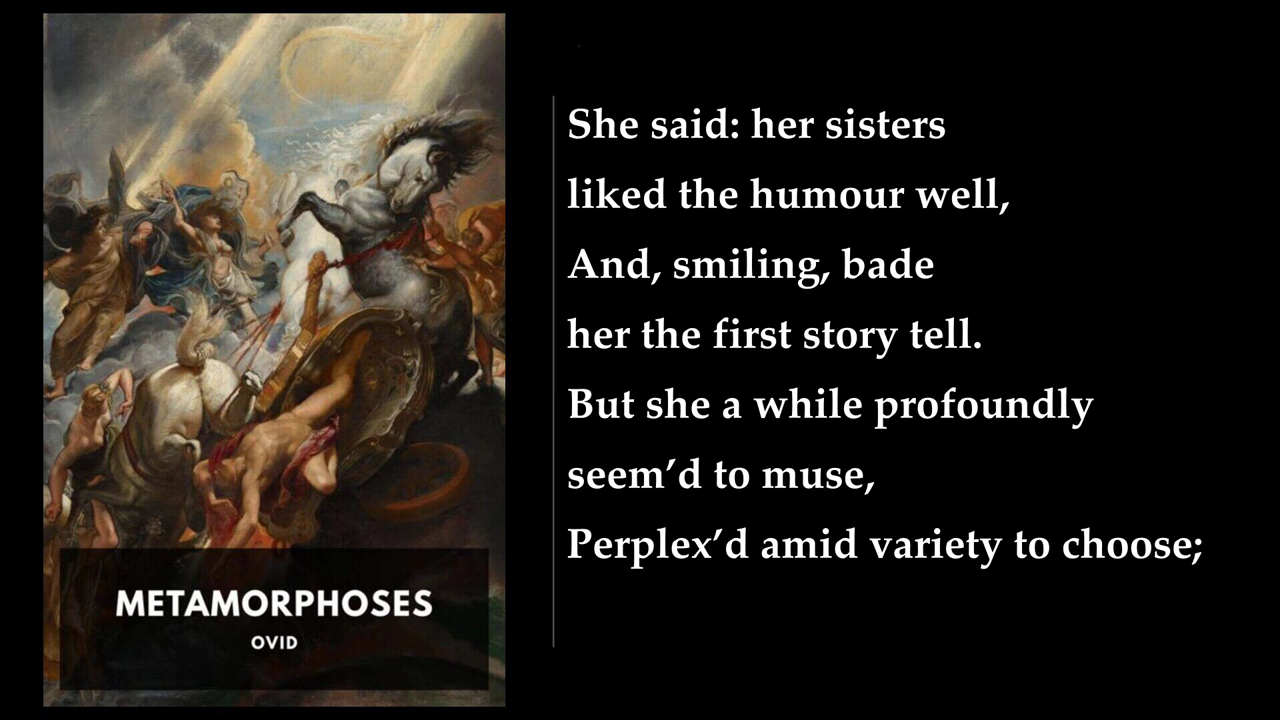 METAMORPHOSES
OVID
She said: her sisters
liked the humour well,
And, smiling, bade
her the first story tell.
But she a while profoundly
seem’d to muse,
Perplex’d amid variety to choose;